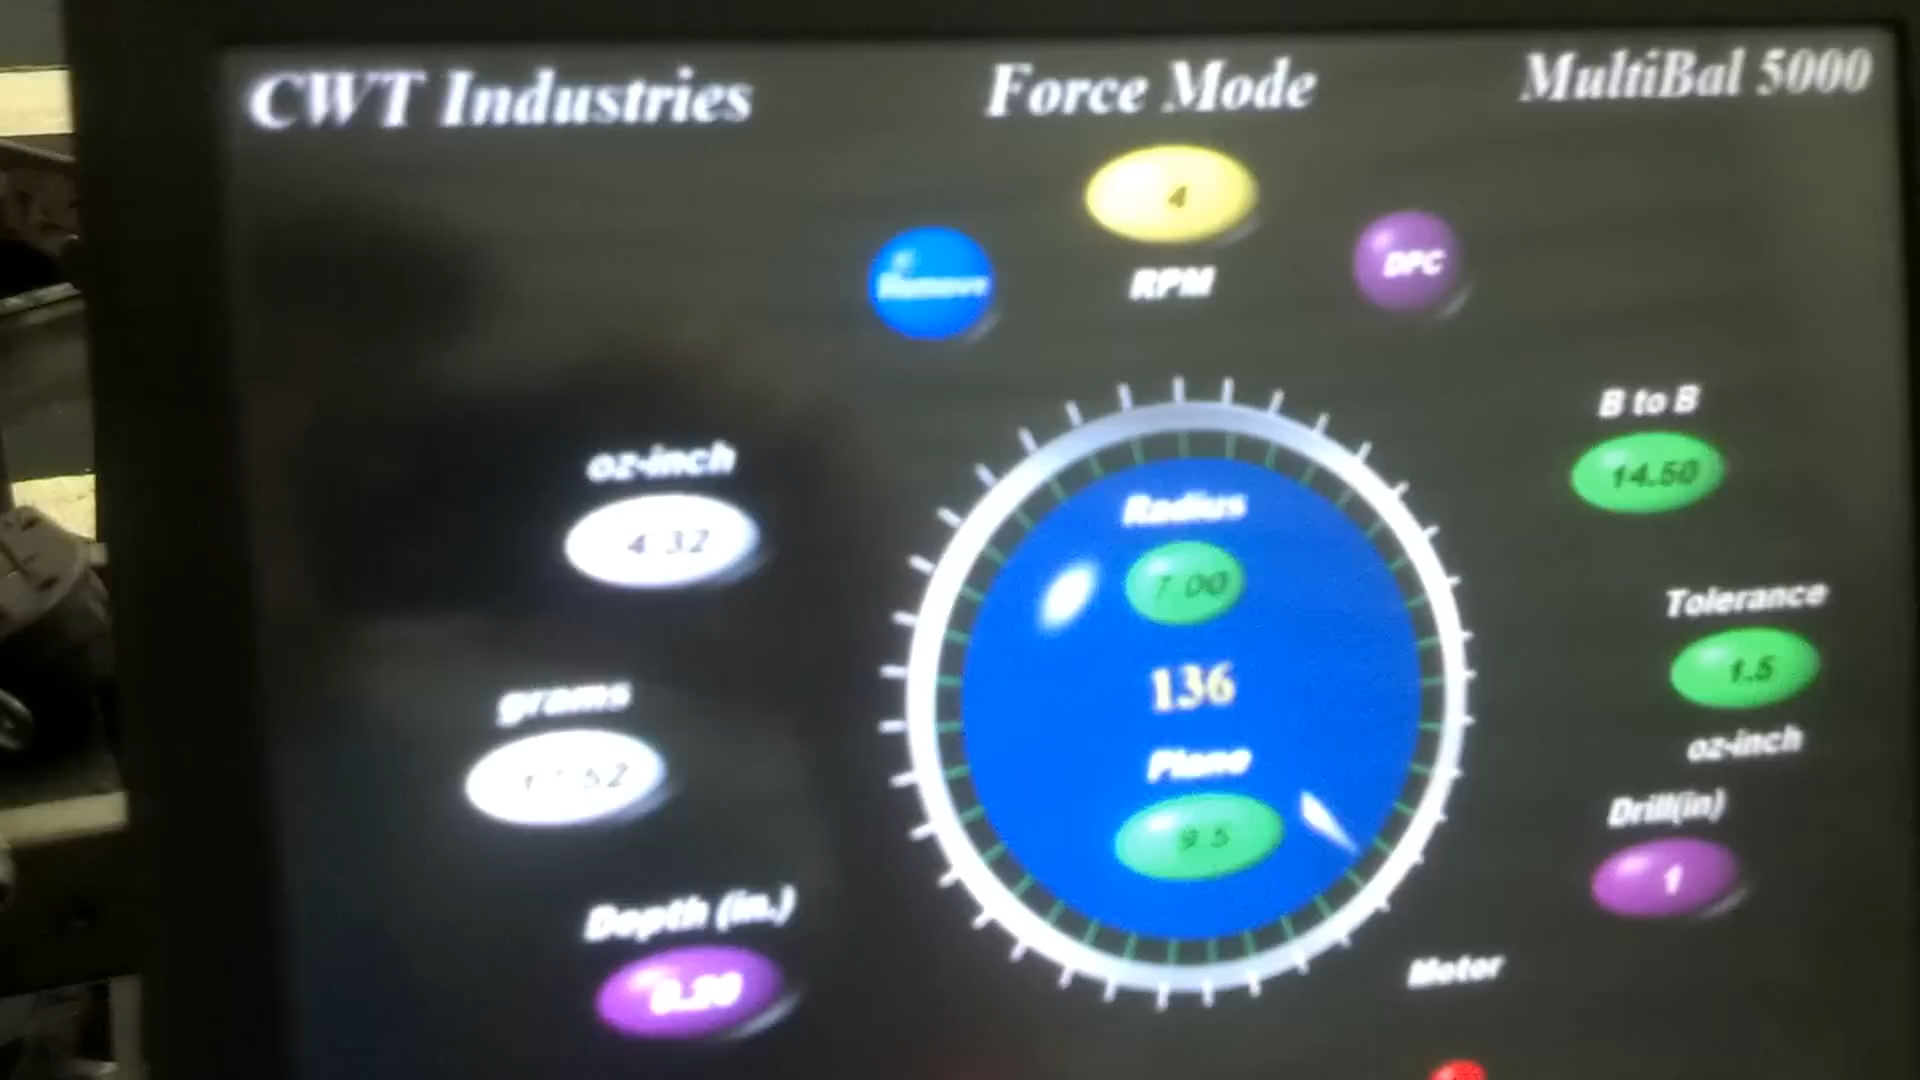 CWT Industries
Force Mode
MultiBal 5000
4
RPM
Remove
DPC
B to B
14.50
oz-inch
4.32
Radius
7.00
Tolerance
1.5
oz-inch
136
grams
Plane
9.5
Drill(in)
1
Depth (in.)
Motor